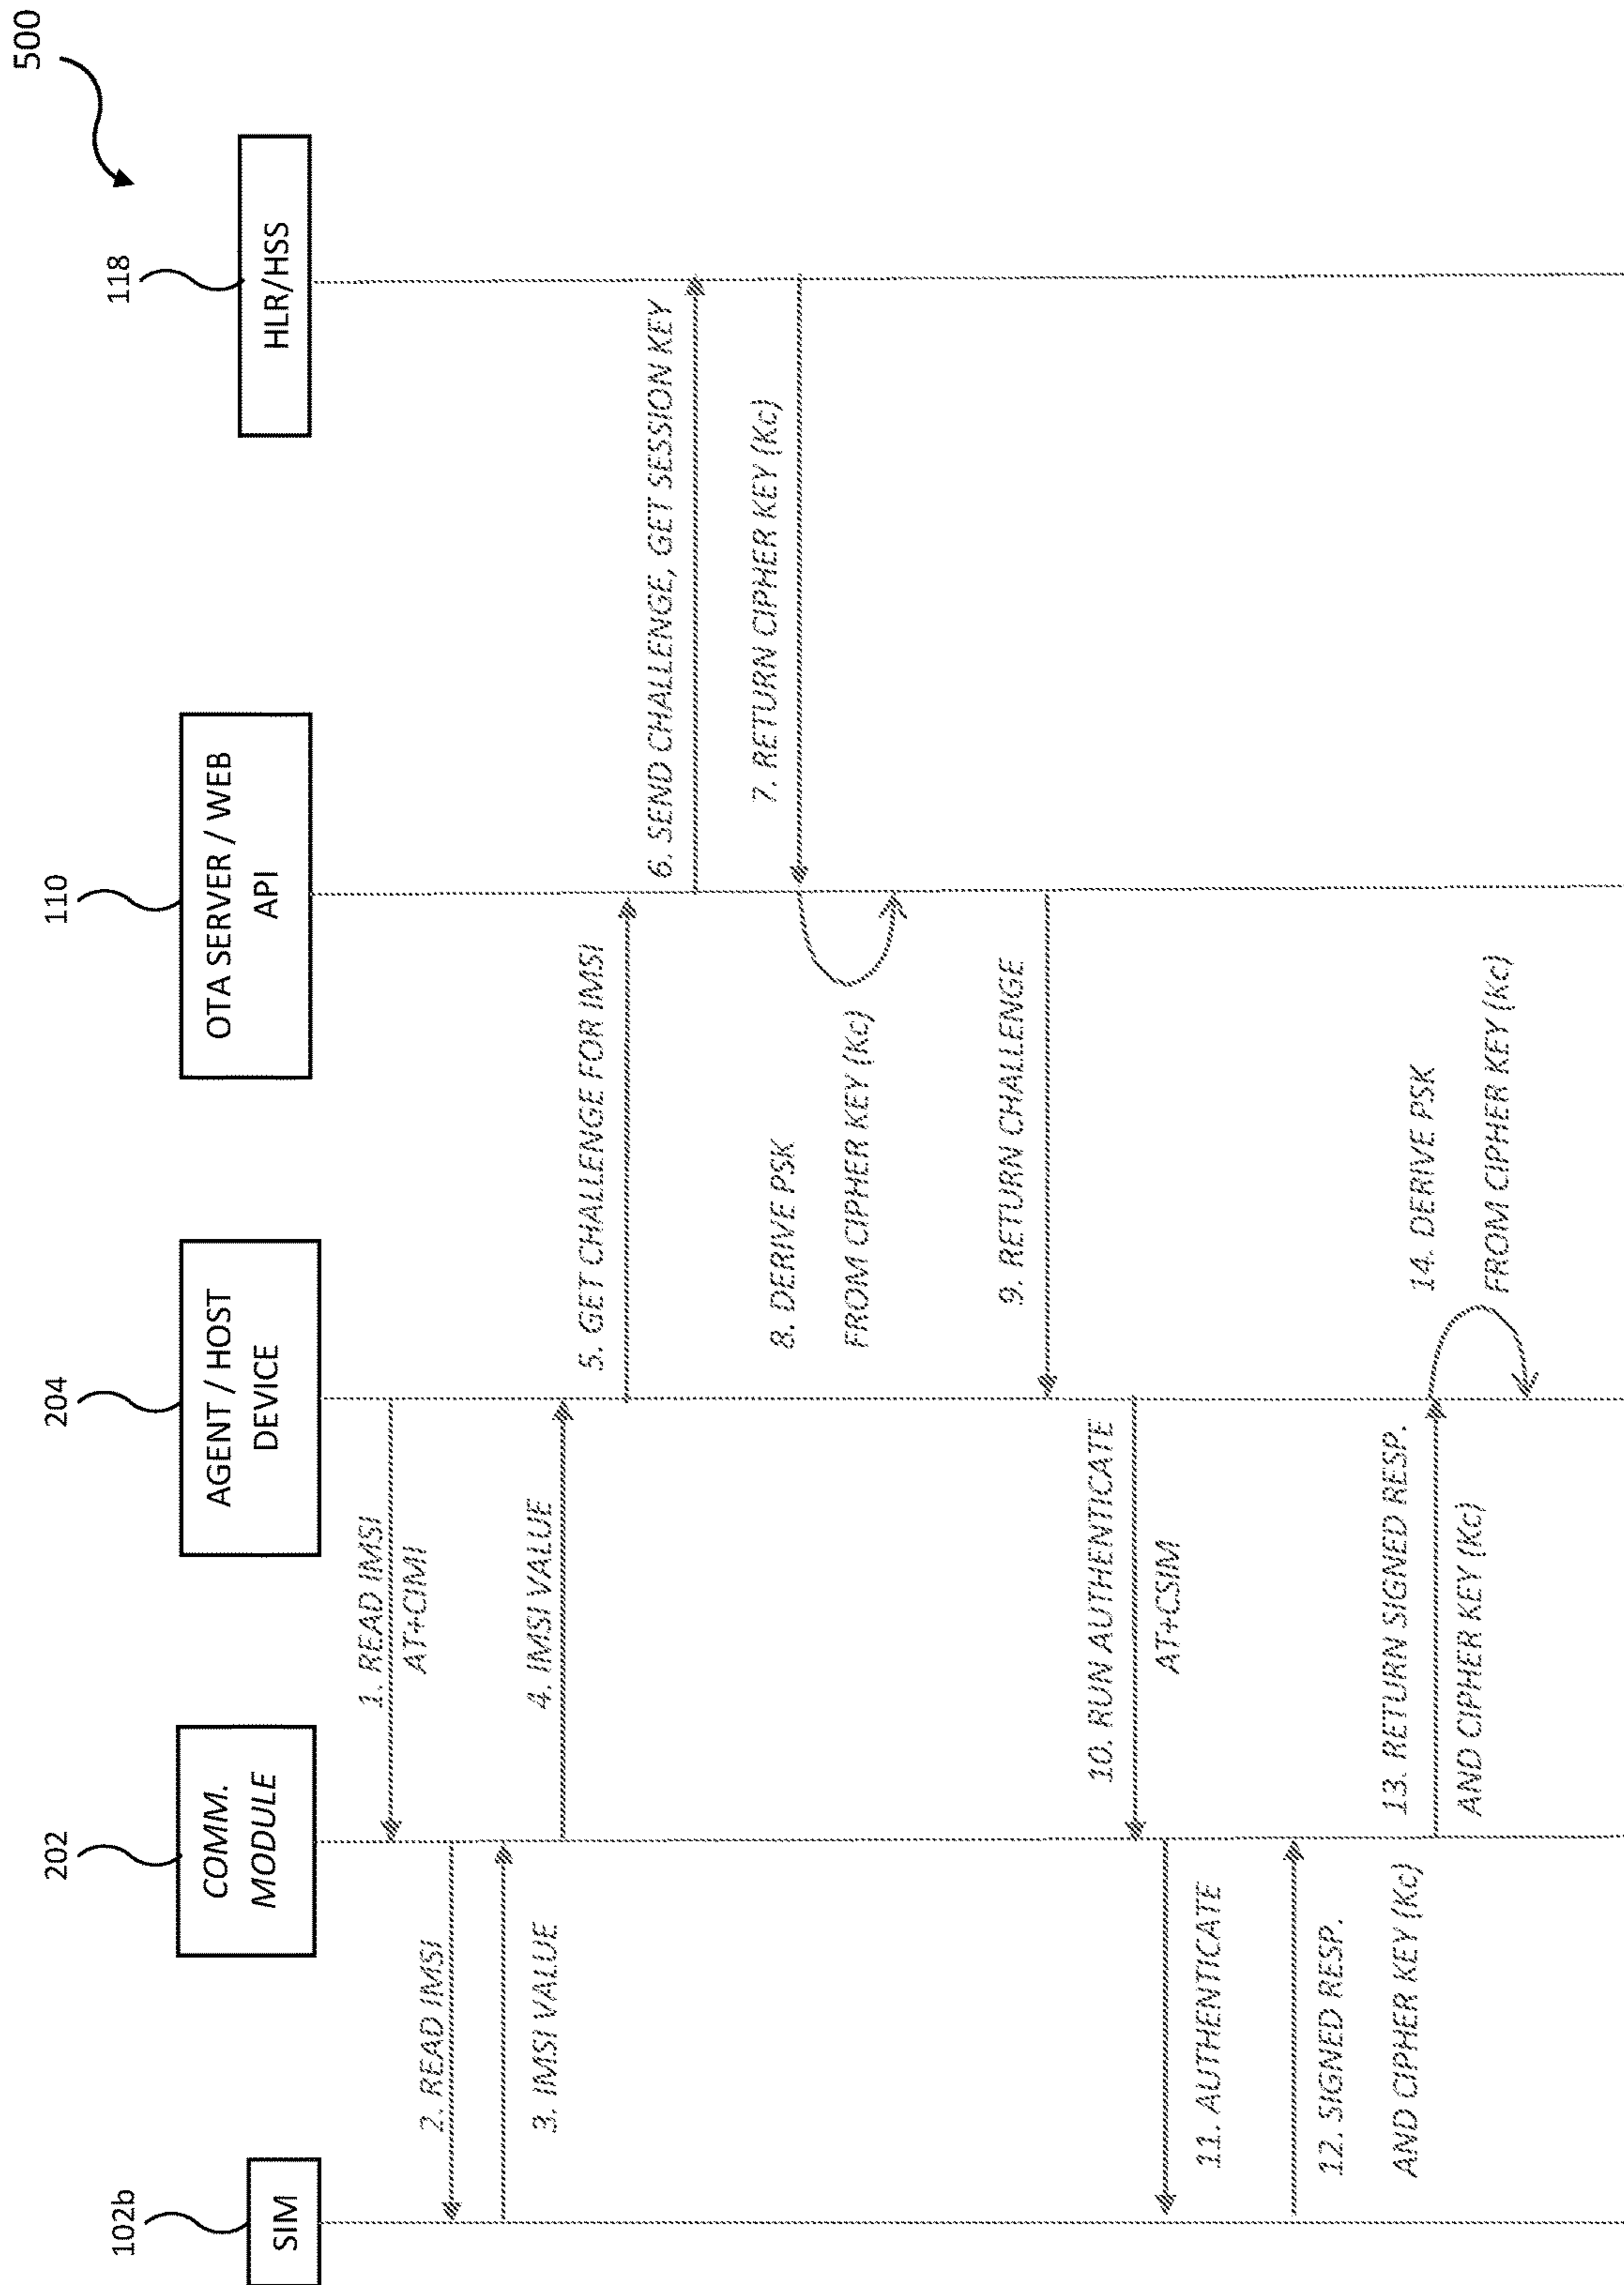 500
102b
202
204
110
118
SIM
COMM.
MODULE
AGENT / HOST
DEVICE
OTA SERVER / WEB
API
HLR/HSS
1. READ IMSI
AT+CIMI
2. READ IMSI
3. IMSI VALUE
4. IMSI VALUE
5. GET CHALLENGE FOR IMSI
6. SEND CHALLENGE, GET SESSION KEY
7. RETURN CIPHER KEY (Kc)
8. DERIVE PSK
FROM CIPHER KEY (Kc)
9. RETURN CHALLENGE
10. RUN AUTHENTICATE
AT+CSIM
11. AUTHENTICATE
12. SIGNED RESP.
AND CIPHER KEY (Kc)
13. RETURN SIGNED RESP.
AND CIPHER KEY (Kc)
14. DERIVE PSK
FROM CIPHER KEY (Kc)